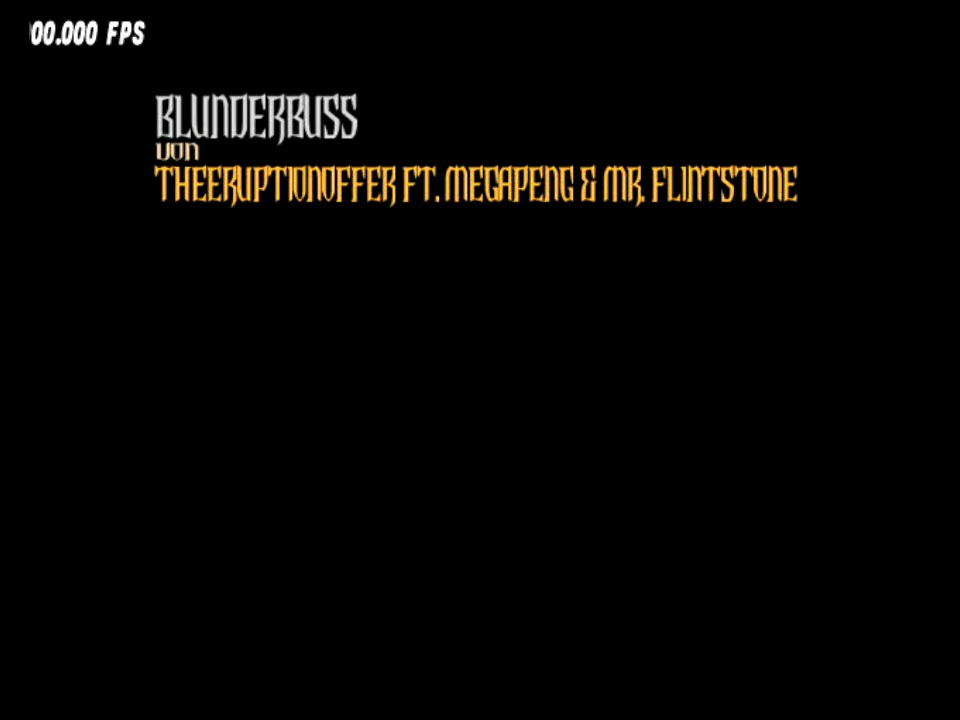 00.000 FPS
BLUNDERBUSS
VON
THEERUPTIONOFFER FT. MEGAPENG & MR. FLINTSTONE